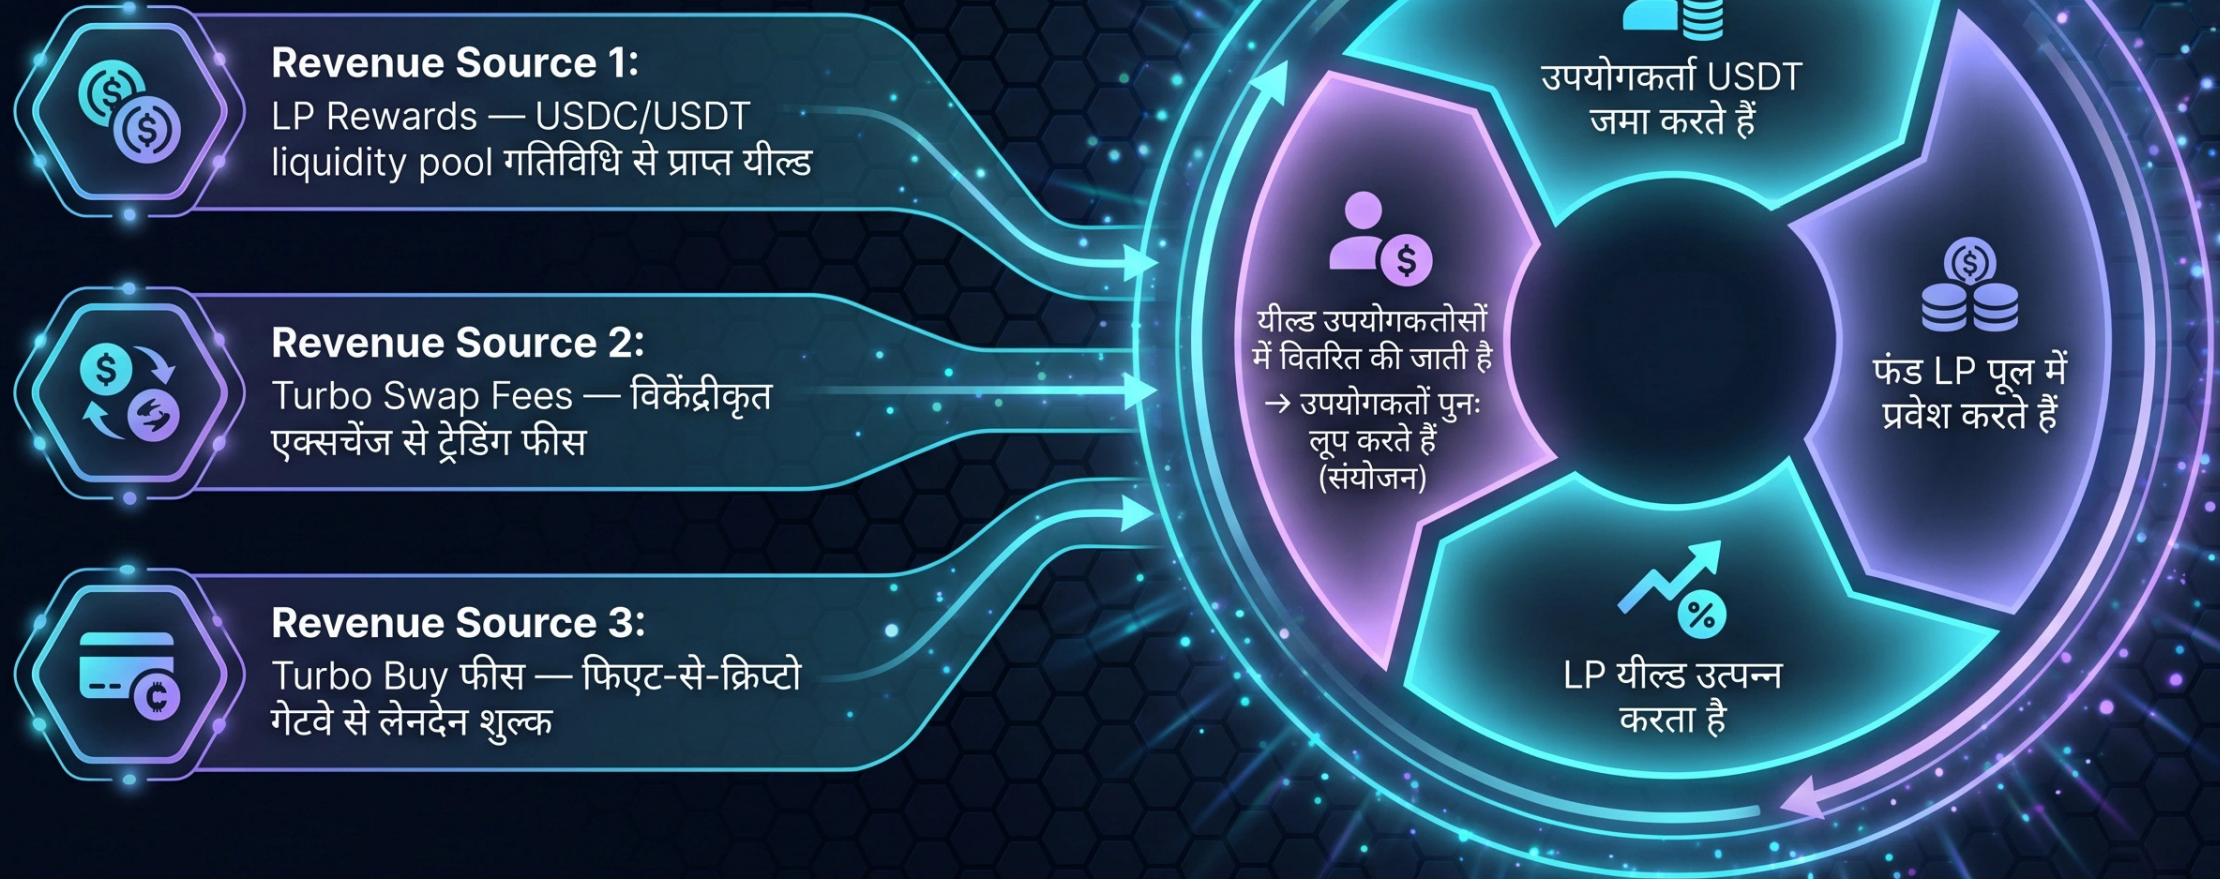 Revenue Source 1:
LP Rewards — USDC/USDT
liquidity pool गतिविधि से प्राप्त यील्ड
Revenue Source 2:
Turbo Swap Fees — विकेंद्रीकृत
एक्सचेंज से ट्रेडिंग फीस
Revenue Source 3:
Turbo Buy फीस — फिएट-से-क्रिप्टो
गेटवे से लेनदेन शुल्क
उपयोगकर्ता USDT
जमा करते हैं
फंड LP पूल में
प्रवेश करते हैं
LP यील्ड उत्पन्न
करता है
यील्ड उपयोगकतोसों
में वितरित की जाती है
→ उपयोगकतों पुनः
लूप करते हैं
(संयोजन)